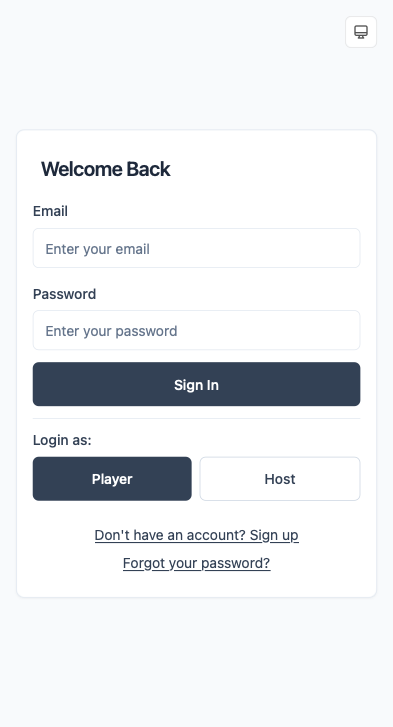 Welcome Back
Email
Enter your email
Password
Enter your password
Sign In
Login as:
Player
Host
Don't have an account? Sign up
Forgot your password?